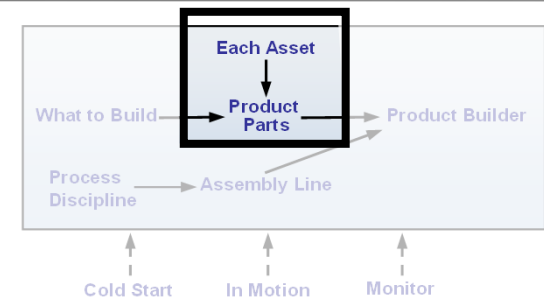 Each Asset
What to Build
Product
Parts
Product Builder
Process
Discipline
Assembly Line
Cold Start
In Motion
Monitor